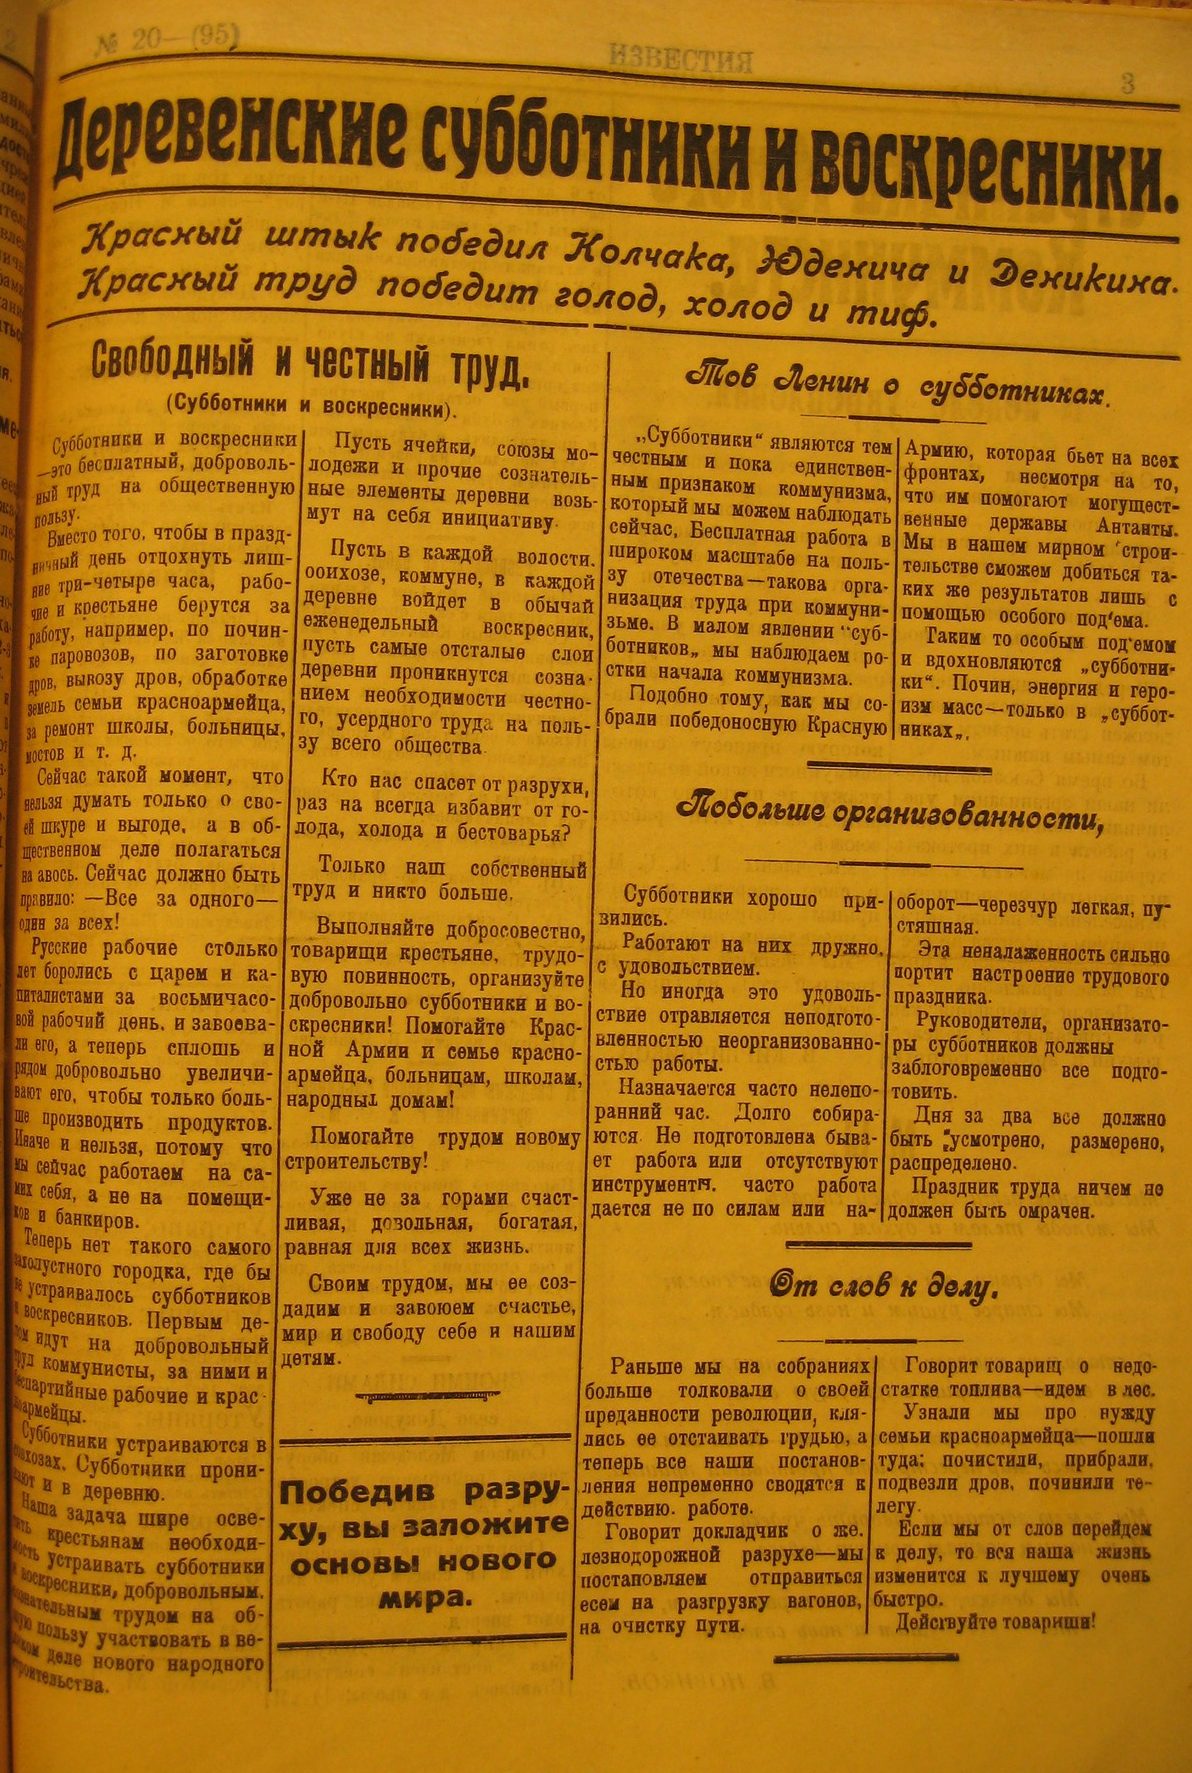 № 20—(95)
ИЗВЕСТИЯ
3
Деревенские субботники и воскресники.
Красный штык победил Колчака, Юденича и Деникина.
Красный труд победит голод, холод и тиф.
Свободный и честный труд.
(Субботники и воскресники).
Субботники и воскресники
—это бесплатный, доброволь-
ный труд на общественную
пользу.
Вместо того, чтобы в празд-
ничный день отдохнуть лиш-
ние три-четыре часа, рабо-
чие и крестьяне берутся за
работу, например, по почин-
ке паровозов, по заготовке
дров, вывозу дров, обработке
земель семьи красноармейца,
за ремонт школы, больницы,
мостов и т. д.
Сейчас такой момент, что
нельзя думать только о сво-
ей шкуре и выгоде, а в об-
щественном деле полагаться
на авось. Сейчас должно быть
правило: —Все за одного—
один за всех!
Русские рабочие столько
лет боролись с царем и ка-
питалистами за восьмичасо-
вой рабочий день, и завоева-
ли его, а теперь сплошь и
рядом добровольно увеличи-
вают его, чтобы только боль-
ше производить продуктов.
Иначе и нельзя, потому что
мы сейчас работаем на са-
мих себя, а не на помещи-
ков и банкиров.
Теперь нет такого самого
захолустного городка, где бы
не устраивалось субботников
и воскресников. Первым де-
лом идут на добровольный
труд коммунисты, за ними и
беспартийные рабочие и крас-
ноармейцы.
Субботники устраиваются в
совхозах. Субботники прони-
кают и в деревню.
Наша задача шире осве-
тить крестьянам необходи-
мость устраивать субботники
и воскресники, добровольным,
сознательным трудом на об-
щую пользу участвовать в ве-
ликом деле нового народного
строительства.
Пусть ячейки, союзы мо-
лодежи и прочие сознатель-
ные элементы деревни возь-
мут на себя инициативу.
Пусть в каждой волости,
соихозе, коммуне, в каждой
деревне войдет в обычай
еженедельный воскресник,
пусть самые отсталые слои
деревни проникнутся созна-
нием необходимости честно-
го, усердного труда на поль-
зу всего общества.
Кто нас спасет от разрухи,
раз на всегда избавит от го-
лода, холода и бестоварья?
Только наш собственный
труд и никто больше.
Выполняйте добросовестно,
товарищи крестьяне, трудо-
вую повинность, организуйте
добровольно субботники и во-
скресники! Помогайте Крас-
ной Армии и семье красно-
армейца, больницам, школам,
народных домам!
Помогайте трудом новому
строительству!
Уже не за горами счаст-
ливая, довольная, богатая,
равная для всех жизнь.
Своим трудом, мы ее соз-
дадим и завоюем счастье,
мир и свободу себе и нашим
детям.
Победив разру-
ху, вы заложите
основы нового
мира.
Тов Ленин о субботниках.
„Субботники“ являются тем
честным и пока единствен-
ным признаком коммунизма,
который мы можем наблюдать
сейчас. Бесплатная работа в
широком масштабе на поль-
зу отечества—такова орга-
низация труда при коммуни-
зьме. В малом явлении “суб-
ботников„ мы наблюдаем ро-
стки начала коммунизма.
Подобно тому, как мы со-
брали победоносную Красную
Армию, которая бьет на всех
фронтах, несмотря на то,
что им помогают могущест-
венные державы Антанты.
Мы в нашем мирном строи-
тельстве сможем добиться та-
ких же результатов лишь с
помощью особого под'ема.
Таким то особым под'емом
и вдохновляются „субботни-
ки“. Почин, энергия и геро-
изм масс—только в „суббот-
никах„.
Побольше организованности,
Субботники хорошо при-
вились.
Работают на них дружно,
с удовольствием.
Но иногда это удоволь-
ствие отравляется неподгото-
вленностью неорганизованно-
стью работы.
Назначается часто нелепо-
ранний час. Долго собира-
ются. Не подготовлена быва-
ет работа или отсутствуют
инструменты, часто работа
дается не по силам или на-
оборот—черезчур легкая, пу-
стяшная.
Эта неналаженность сильно
портит настроение трудового
праздника.
Руководители, организато-
ры субботников должны
заблоговременно все подго-
товить.
Дня за два все должно
быть усмотрено, размерено,
распределено.
Праздник труда ничем не
должен быть омрачен.
От слов к делу.
Раньше мы на собраниях
больше толковали о своей
преданности революции, кля-
лись ее отстаивать грудью, а
теперь все наши постанов-
ления непременно сводятся к
действию, работе.
Говорит докладчик о же-
лезнодорожной разрухе—мы
постановляем отправиться
всем на разгрузку вагонов,
на очистку пути.
Говорит товарищ о недо-
статке топлива—идем в лес.
Узнали мы про нужду
семьи красноармейца—пошли
туда; почистили, прибрали,
подвезли дров, починили те-
легу.
Если мы от слов перейдем
к делу, то вся наша жизнь
изменится к лучшему очень
быстро.
Действуйте товарищи!